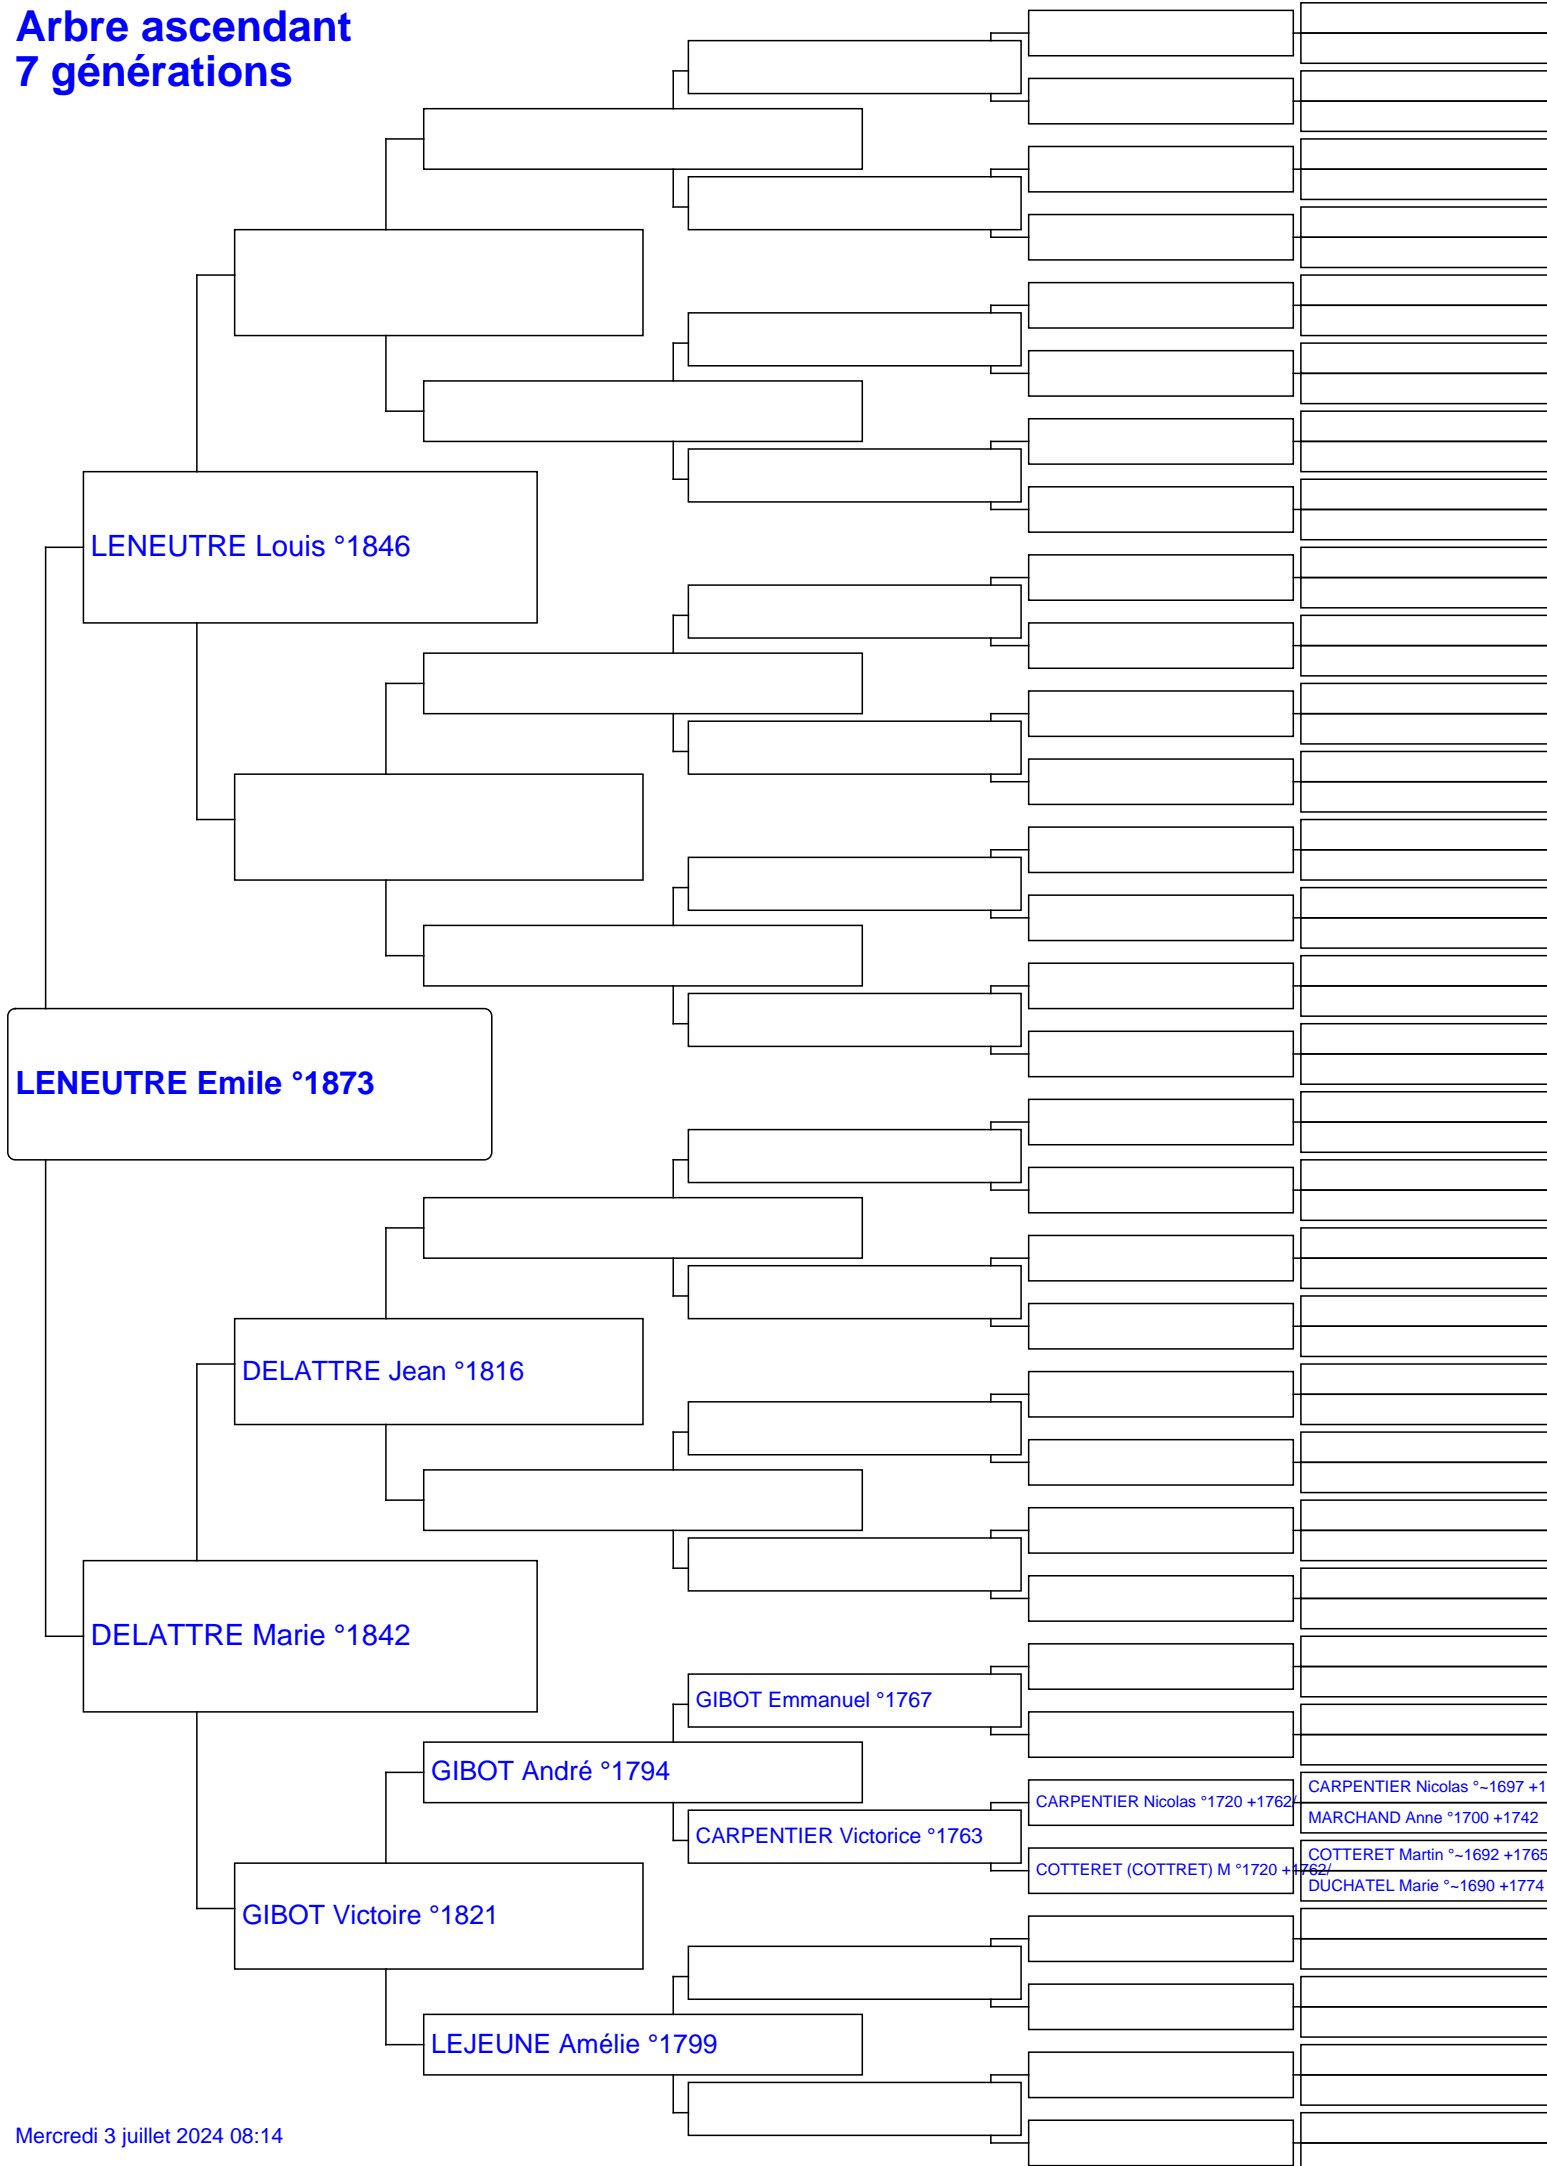 Arbre ascendant
7 générations
LENEUTRE Louis °1846
LENEUTRE Emile °1873
DELATTRE Jean °1816
DELATTRE Marie °1842
GIBOT Emmanuel °1767
GIBOT André °1794
CARPENTIER Nicolas °1720 +1762/
CARPENTIER Nicolas °~1697 +1
MARCHAND Anne °1700 +1742
CARPENTIER Victorice °1763
COTTERET (COTTRET) M °1720 +1762/
COTTERET Martin °~1692 +1765
DUCHATEL Marie °~1690 +1774
GIBOT Victoire °1821
LEJEUNE Amélie °1799
Mercredi 3 juillet 2024 08:14